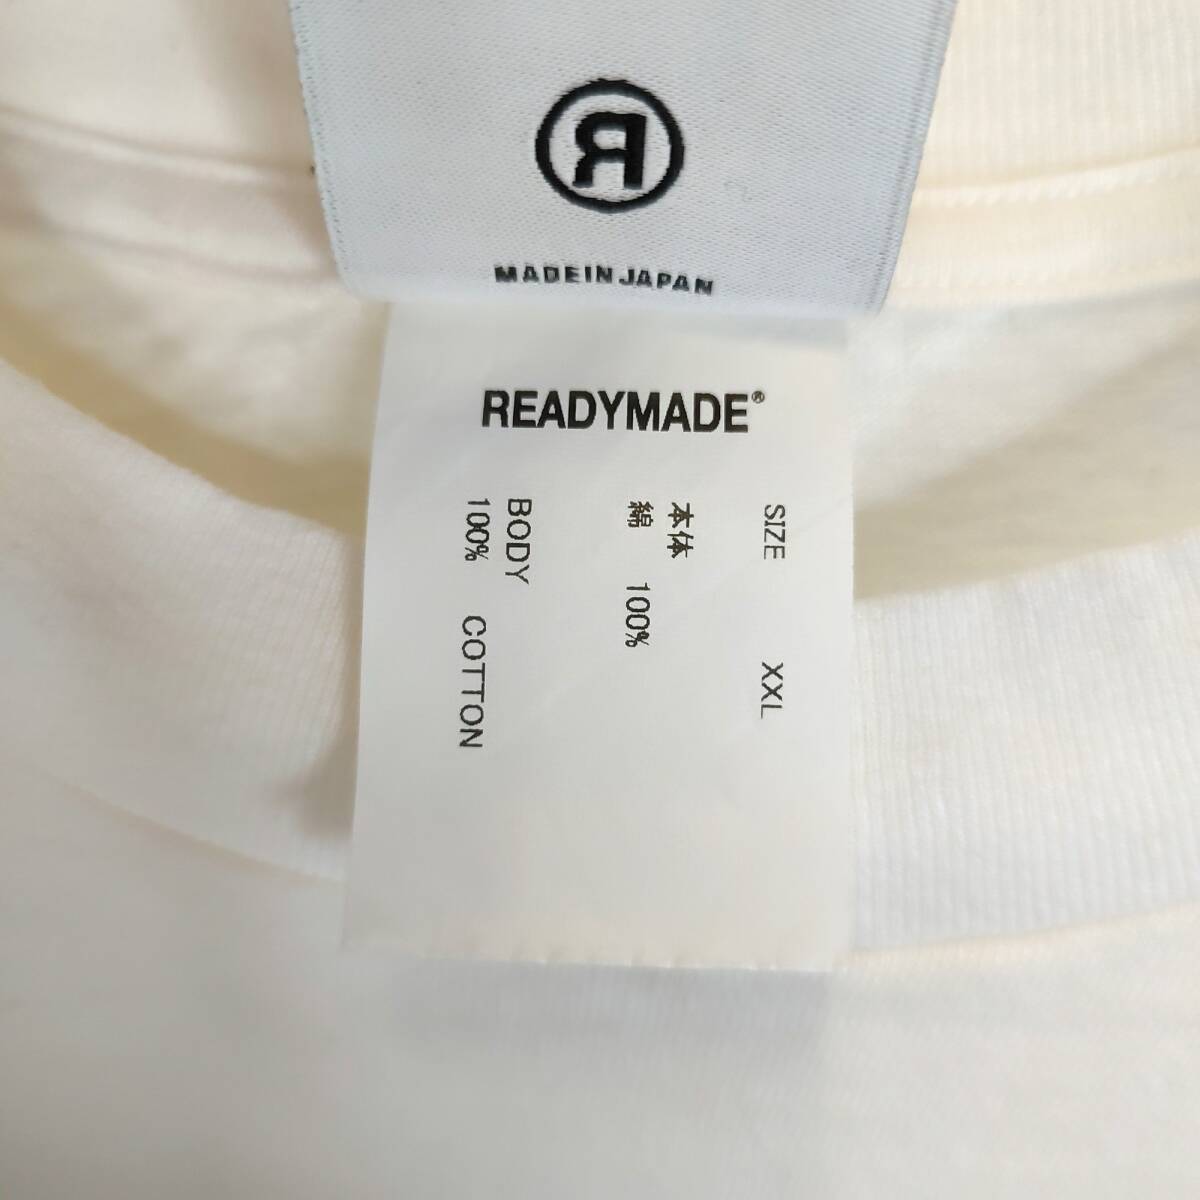 Я
MADE IN JAPAN
READYMADE®
SIZE XXL
本体
綿 100%
BODY
100% COTTON